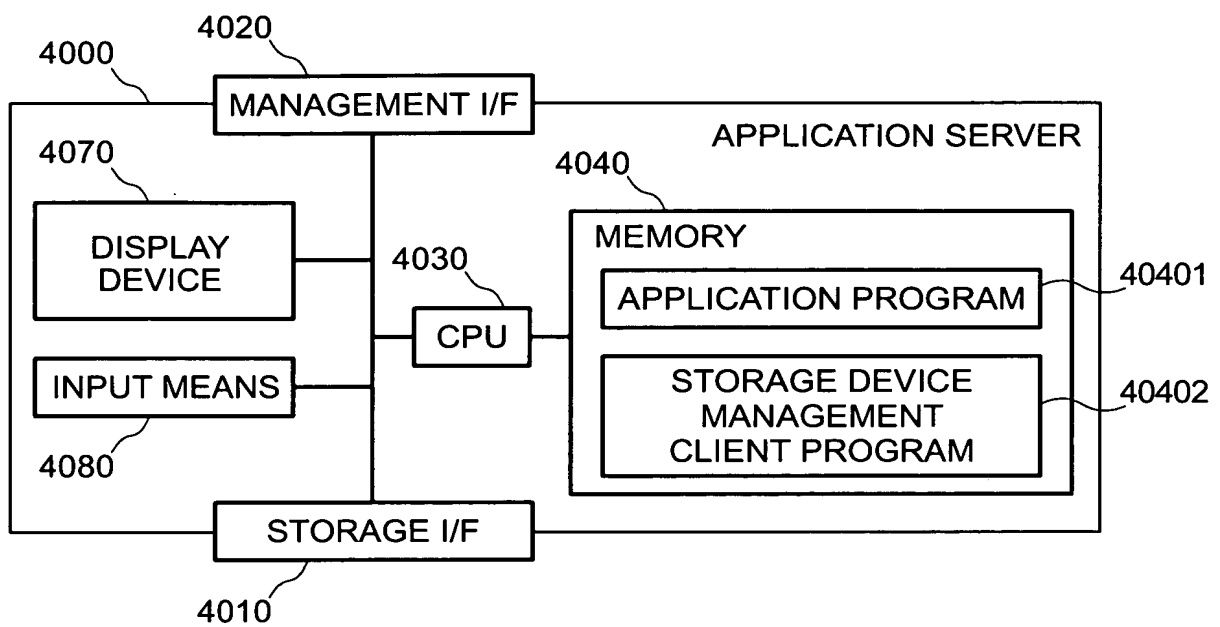 4020
4000
MANAGEMENT I/F
APPLICATION SERVER
4070
4040
DISPLAY
DEVICE
MEMORY
4030
40401
APPLICATION PROGRAM
CPU
INPUT MEANS
STORAGE DEVICE
MANAGEMENT
CLIENT PROGRAM
40402
4080
STORAGE I/F
4010